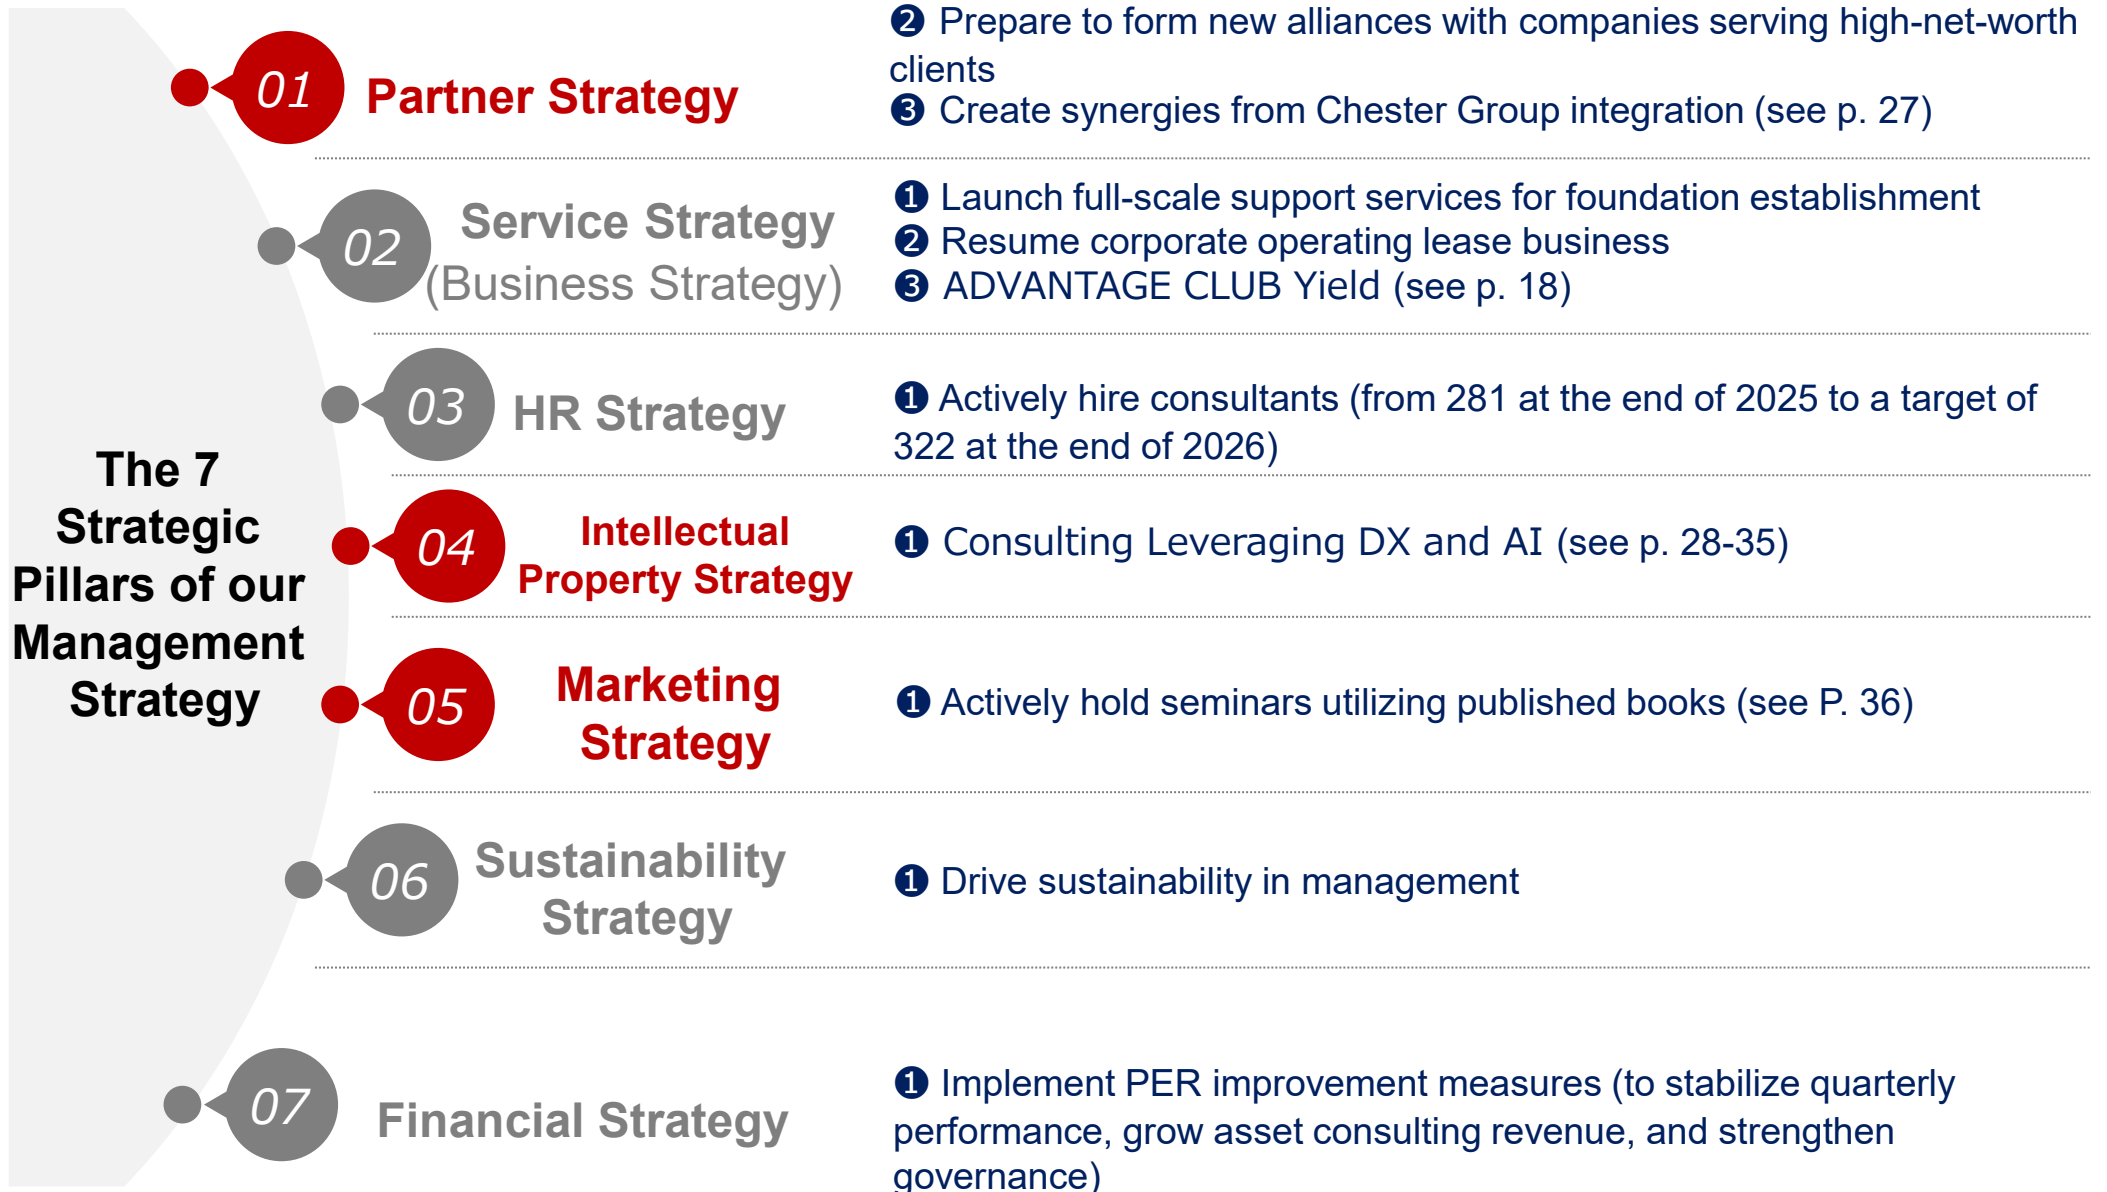 The 7
Strategic
Pillars of our
Management
Strategy
01
Partner Strategy
❷ Prepare to form new alliances with companies serving high-net-worth
clients
❸ Create synergies from Chester Group integration (see p. 27)
02
Service Strategy
(Business Strategy)
❶ Launch full-scale support services for foundation establishment
❷ Resume corporate operating lease business
❸ ADVANTAGE CLUB Yield (see p. 18)
03
HR Strategy
❶ Actively hire consultants (from 281 at the end of 2025 to a target of
322 at the end of 2026)
04
Intellectual
Property Strategy
❶ Consulting Leveraging DX and AI (see p. 28-35)
05
Marketing
Strategy
❶ Actively hold seminars utilizing published books (see P. 36)
06
Sustainability
Strategy
❶ Drive sustainability in management
07
Financial Strategy
❶ Implement PER improvement measures (to stabilize quarterly
performance, grow asset consulting revenue, and strengthen
governance)